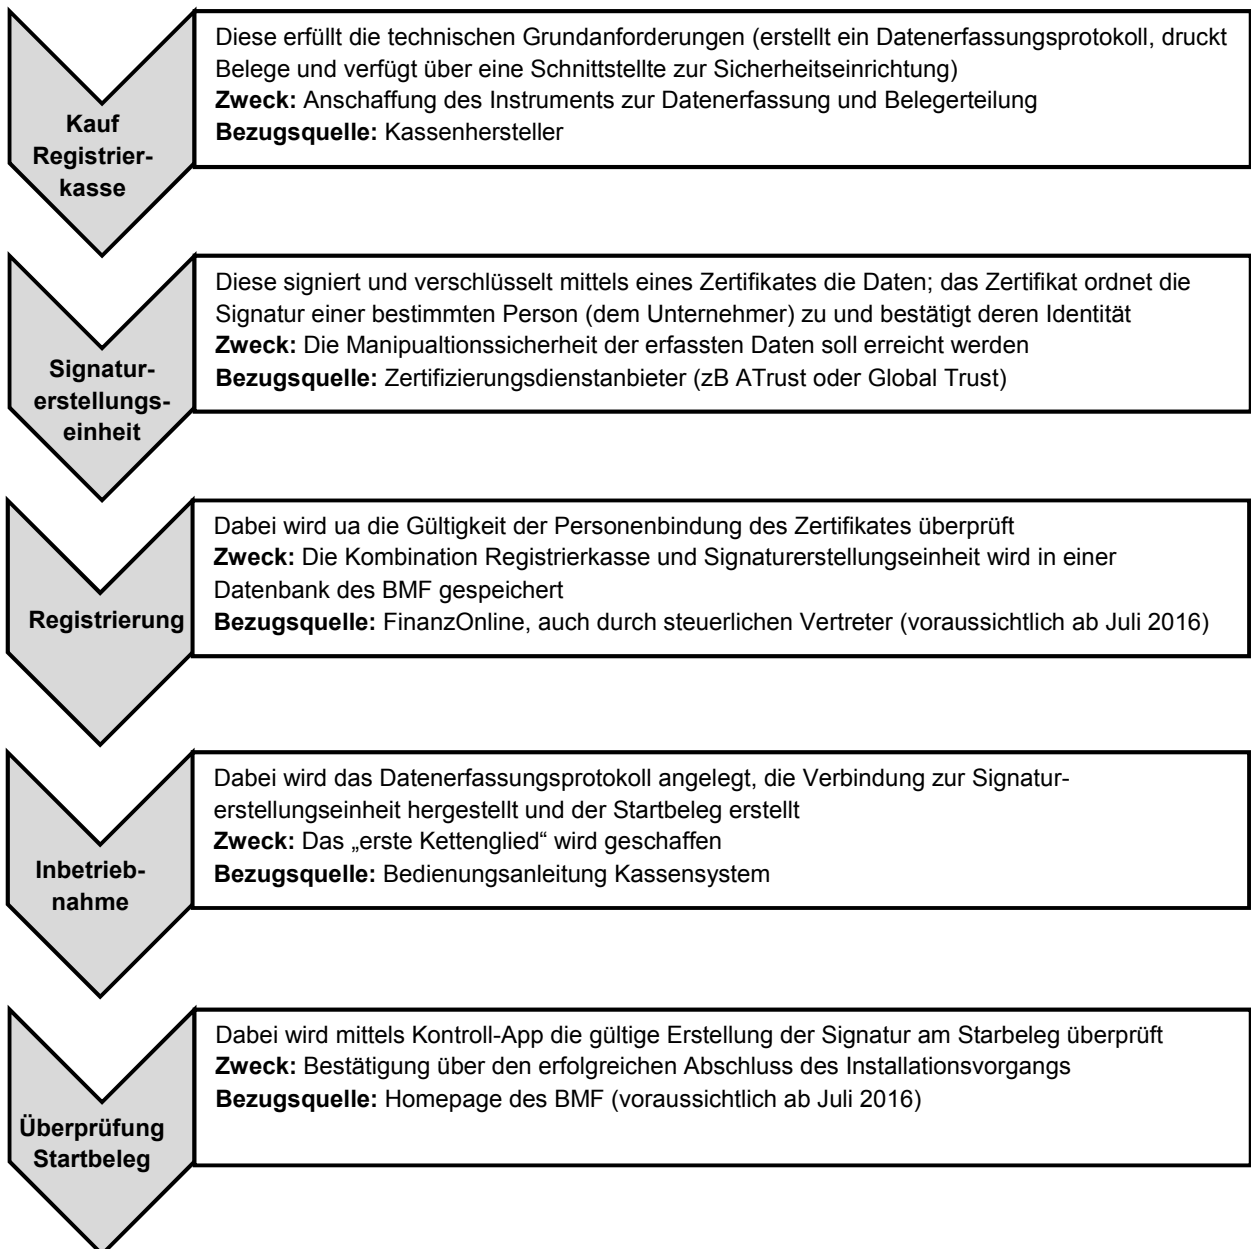 Diese erfüllt die technischen Grundanforderungen (erstellt ein Datenerfassungsprotokoll, druckt
Belege und verfügt über eine Schnittstellte zur Sicherheitseinrichtung)
Zweck: Anschaffung des Instruments zur Datenerfassung und Belegerteilung
Bezugsquelle: Kassenhersteller
Kauf
Registrier-
kasse
Diese signiert und verschlüsselt mittels eines Zertifikates die Daten; das Zertifikat ordnet die
Signatur einer bestimmten Person (dem Unternehmer) zu und bestätigt deren Identität
Zweck: Die Manipualtionssicherheit der erfassten Daten soll erreicht werden
Bezugsquelle: Zertifizierungsdienstanbieter (zB ATrust oder Global Trust)
Signatur-
erstellungs-
einheit
Dabei wird ua die Gültigkeit der Personenbindung des Zertifikates überprüft
Zweck: Die Kombination Registrierkasse und Signaturerstellungseinheit wird in einer
Datenbank des BMF gespeichert
Bezugsquelle: FinanzOnline, auch durch steuerlichen Vertreter (voraussichtlich ab Juli 2016)
Registrierung
Dabei wird das Datenerfassungsprotokoll angelegt, die Verbindung zur Signatur-
erstellungseinheit hergestellt und der Startbeleg erstellt
Zweck: Das „erste Kettenglied“ wird geschaffen
Bezugsquelle: Bedienungsanleitung Kassensystem
Inbetrieb-
nahme
Dabei wird mittels Kontroll-App die gültige Erstellung der Signatur am Starbeleg überprüft
Zweck: Bestätigung über den erfolgreichen Abschluss des Installationsvorgangs
Bezugsquelle: Homepage des BMF (voraussichtlich ab Juli 2016)
Überprüfung
Startbeleg